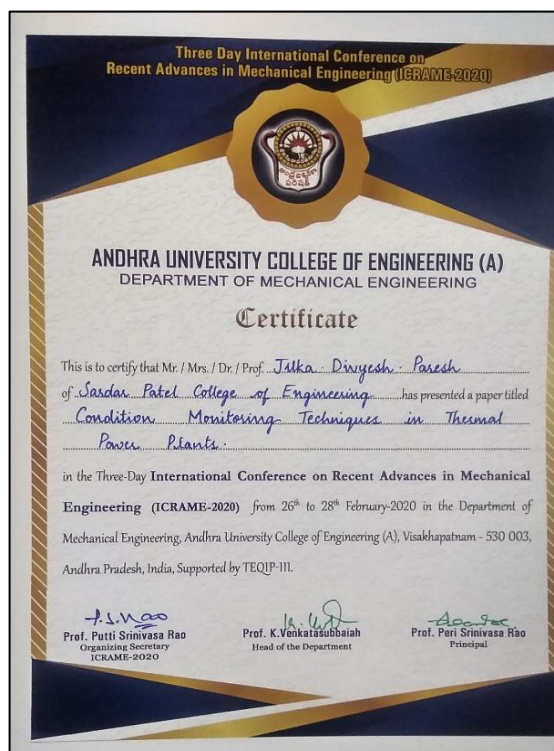 Three Day International Conference on
Recent Advances in Mechanical Engineering (ICRAME-2020)
ANDHRA UNIVERSITY COLLEGE OF ENGINEERING (A)
DEPARTMENT OF MECHANICAL ENGINEERING
Certificate
This is to certify that Mr. / Mrs. / Dr. / Prof. Jilka Divyesh. Paresh
of Sardar Patel College of Engineering has presented a paper titled
Condition Monitoring Techniques in Thermal
Power Plants.
in the Three-Day International Conference on Recent Advances in Mechanical
Engineering (ICRAME-2020) from 26th to 28th February-2020 in the Department of
Mechanical Engineering, Andhra University College of Engineering (A), Visakhapatnam - 530 003,
Andhra Pradesh, India, Supported by TEQIP-III.
Prof. Putti Srinivasa Rao
Organizing Secretary
ICRAME-2020
Prof. K.Venkatasubbaiah
Head of the Department
Prof. Peri Srinivasa Rao
Principal